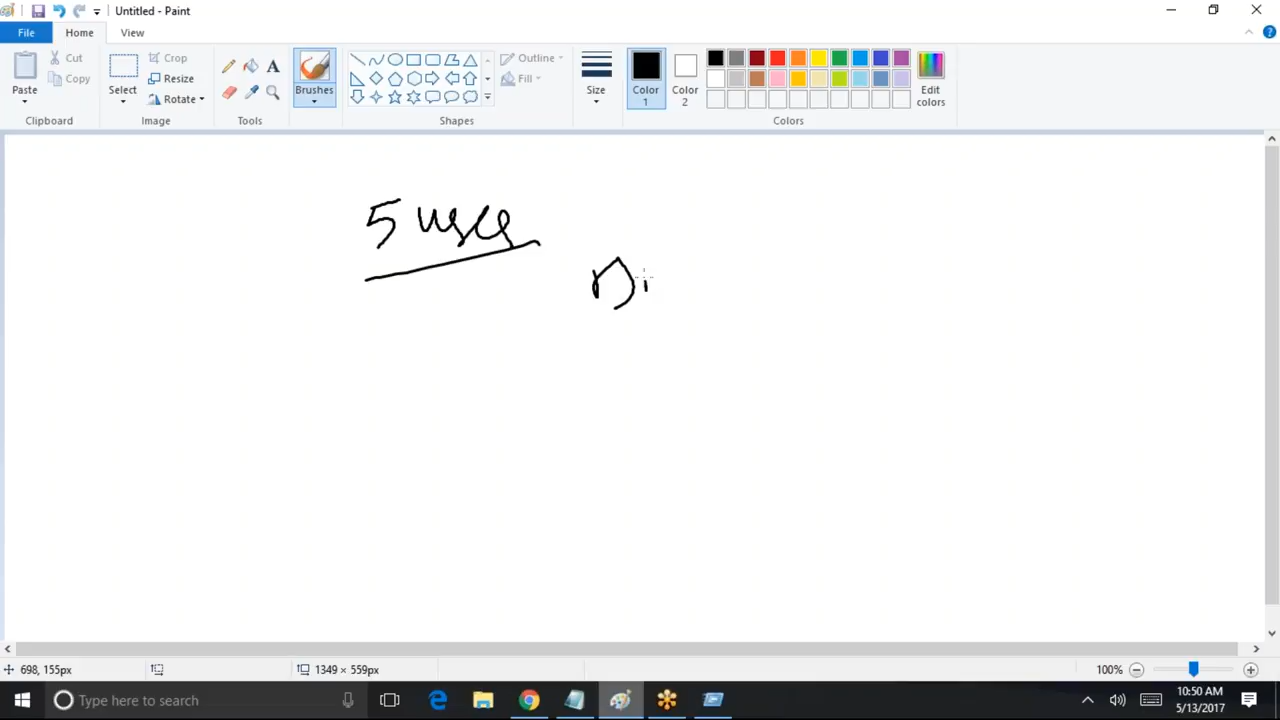 Untitled - Paint
File Home View
Paste
Cut
Copy
Clipboard
Select
Crop
Resize
Rotate
Image
A
Tools
Brushes
Shapes
Outline
Fill
Size
Color 1
Color 2
Edit colors
Colors
5 uses
698, 155px
1349 × 559px
100%
Type here to search
10:50 AM
5/13/2017